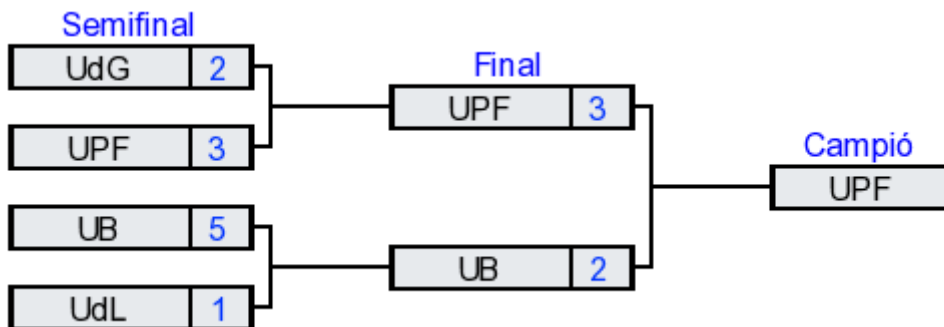 Semifinal
UdG 2
Final
UPF 3
UPF 3
Campió
UPF
UB 5
UB 2
UdL 1